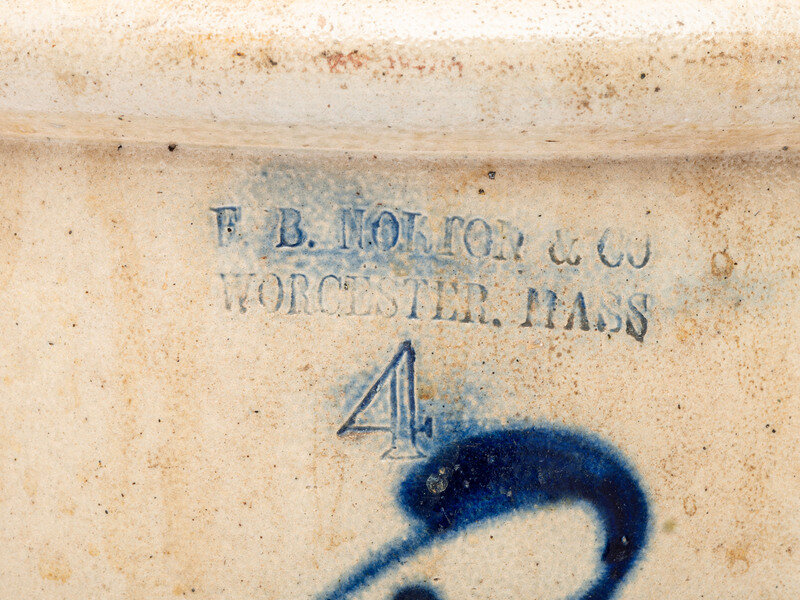 F. B. NORTON & CO
WORCESTER. MASS
4